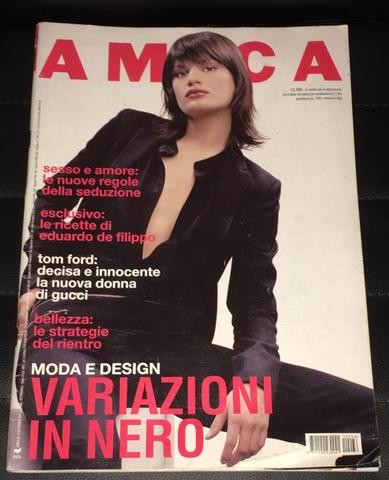 AMICA
sesso e amore:
le nuove regole
della seduzione
esclusivo:
le ricette di
eduardo de filippo
tom ford:
decisa e innocente
la nuova donna
di gucci
bellezza:
le strategie
del rientro
MODA E DESIGN
VARIAZIONI
IN NERO